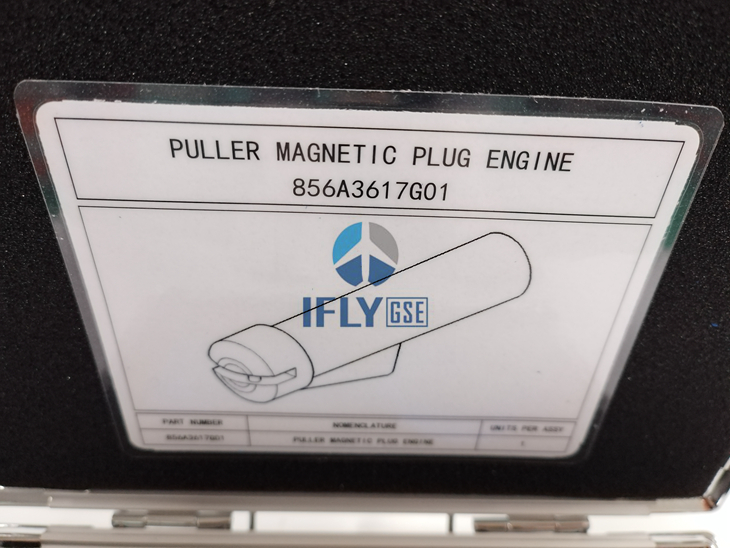 PULLER MAGNETIC PLUG ENGINE
856A3617G01
IFLY GSE
PART NUMBER NOMENCLATURE UNITS PER ASSY
856A3617G01 PULLER MAGNETIC PLUG ENGINE 1